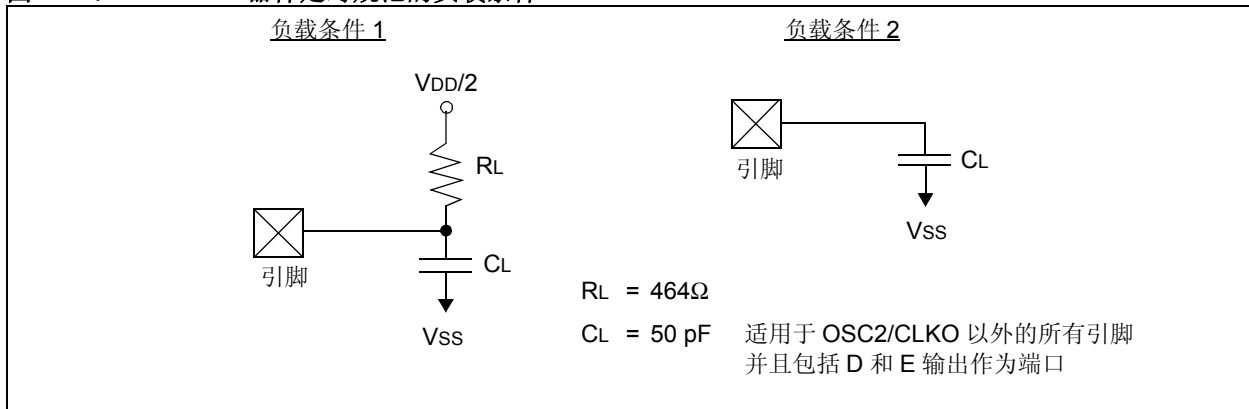 负载条件 1
VDD/2
RL
引脚
CL
VSS
负载条件 2
引脚
CL
VSS
RL = 464Ω
CL = 50 pF 适用于 OSC2/CLKO 以外的所有引脚
并且包括 D 和 E 输出作为端口